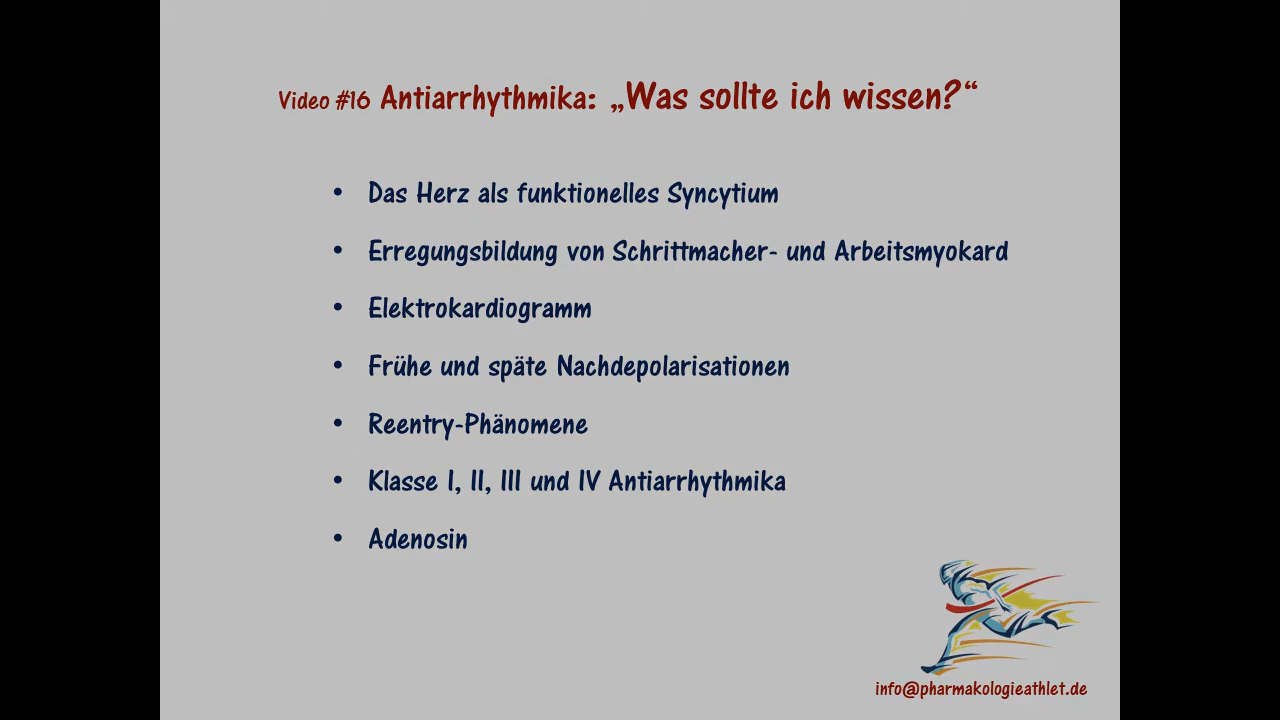 Video #16 Antiarrhythmika: „Was sollte ich wissen?“
• Das Herz als funktionelles Syncytium
• Erregungsbildung von Schrittmacher- und Arbeitsmyokard
• Elektrokardiogramm
• Frühe und späte Nachdepolarisationen
• Reentry-Phänomene
• Klasse I, II, III und IV Antiarrhythmika
• Adenosin
info@pharmakologieathlet.de